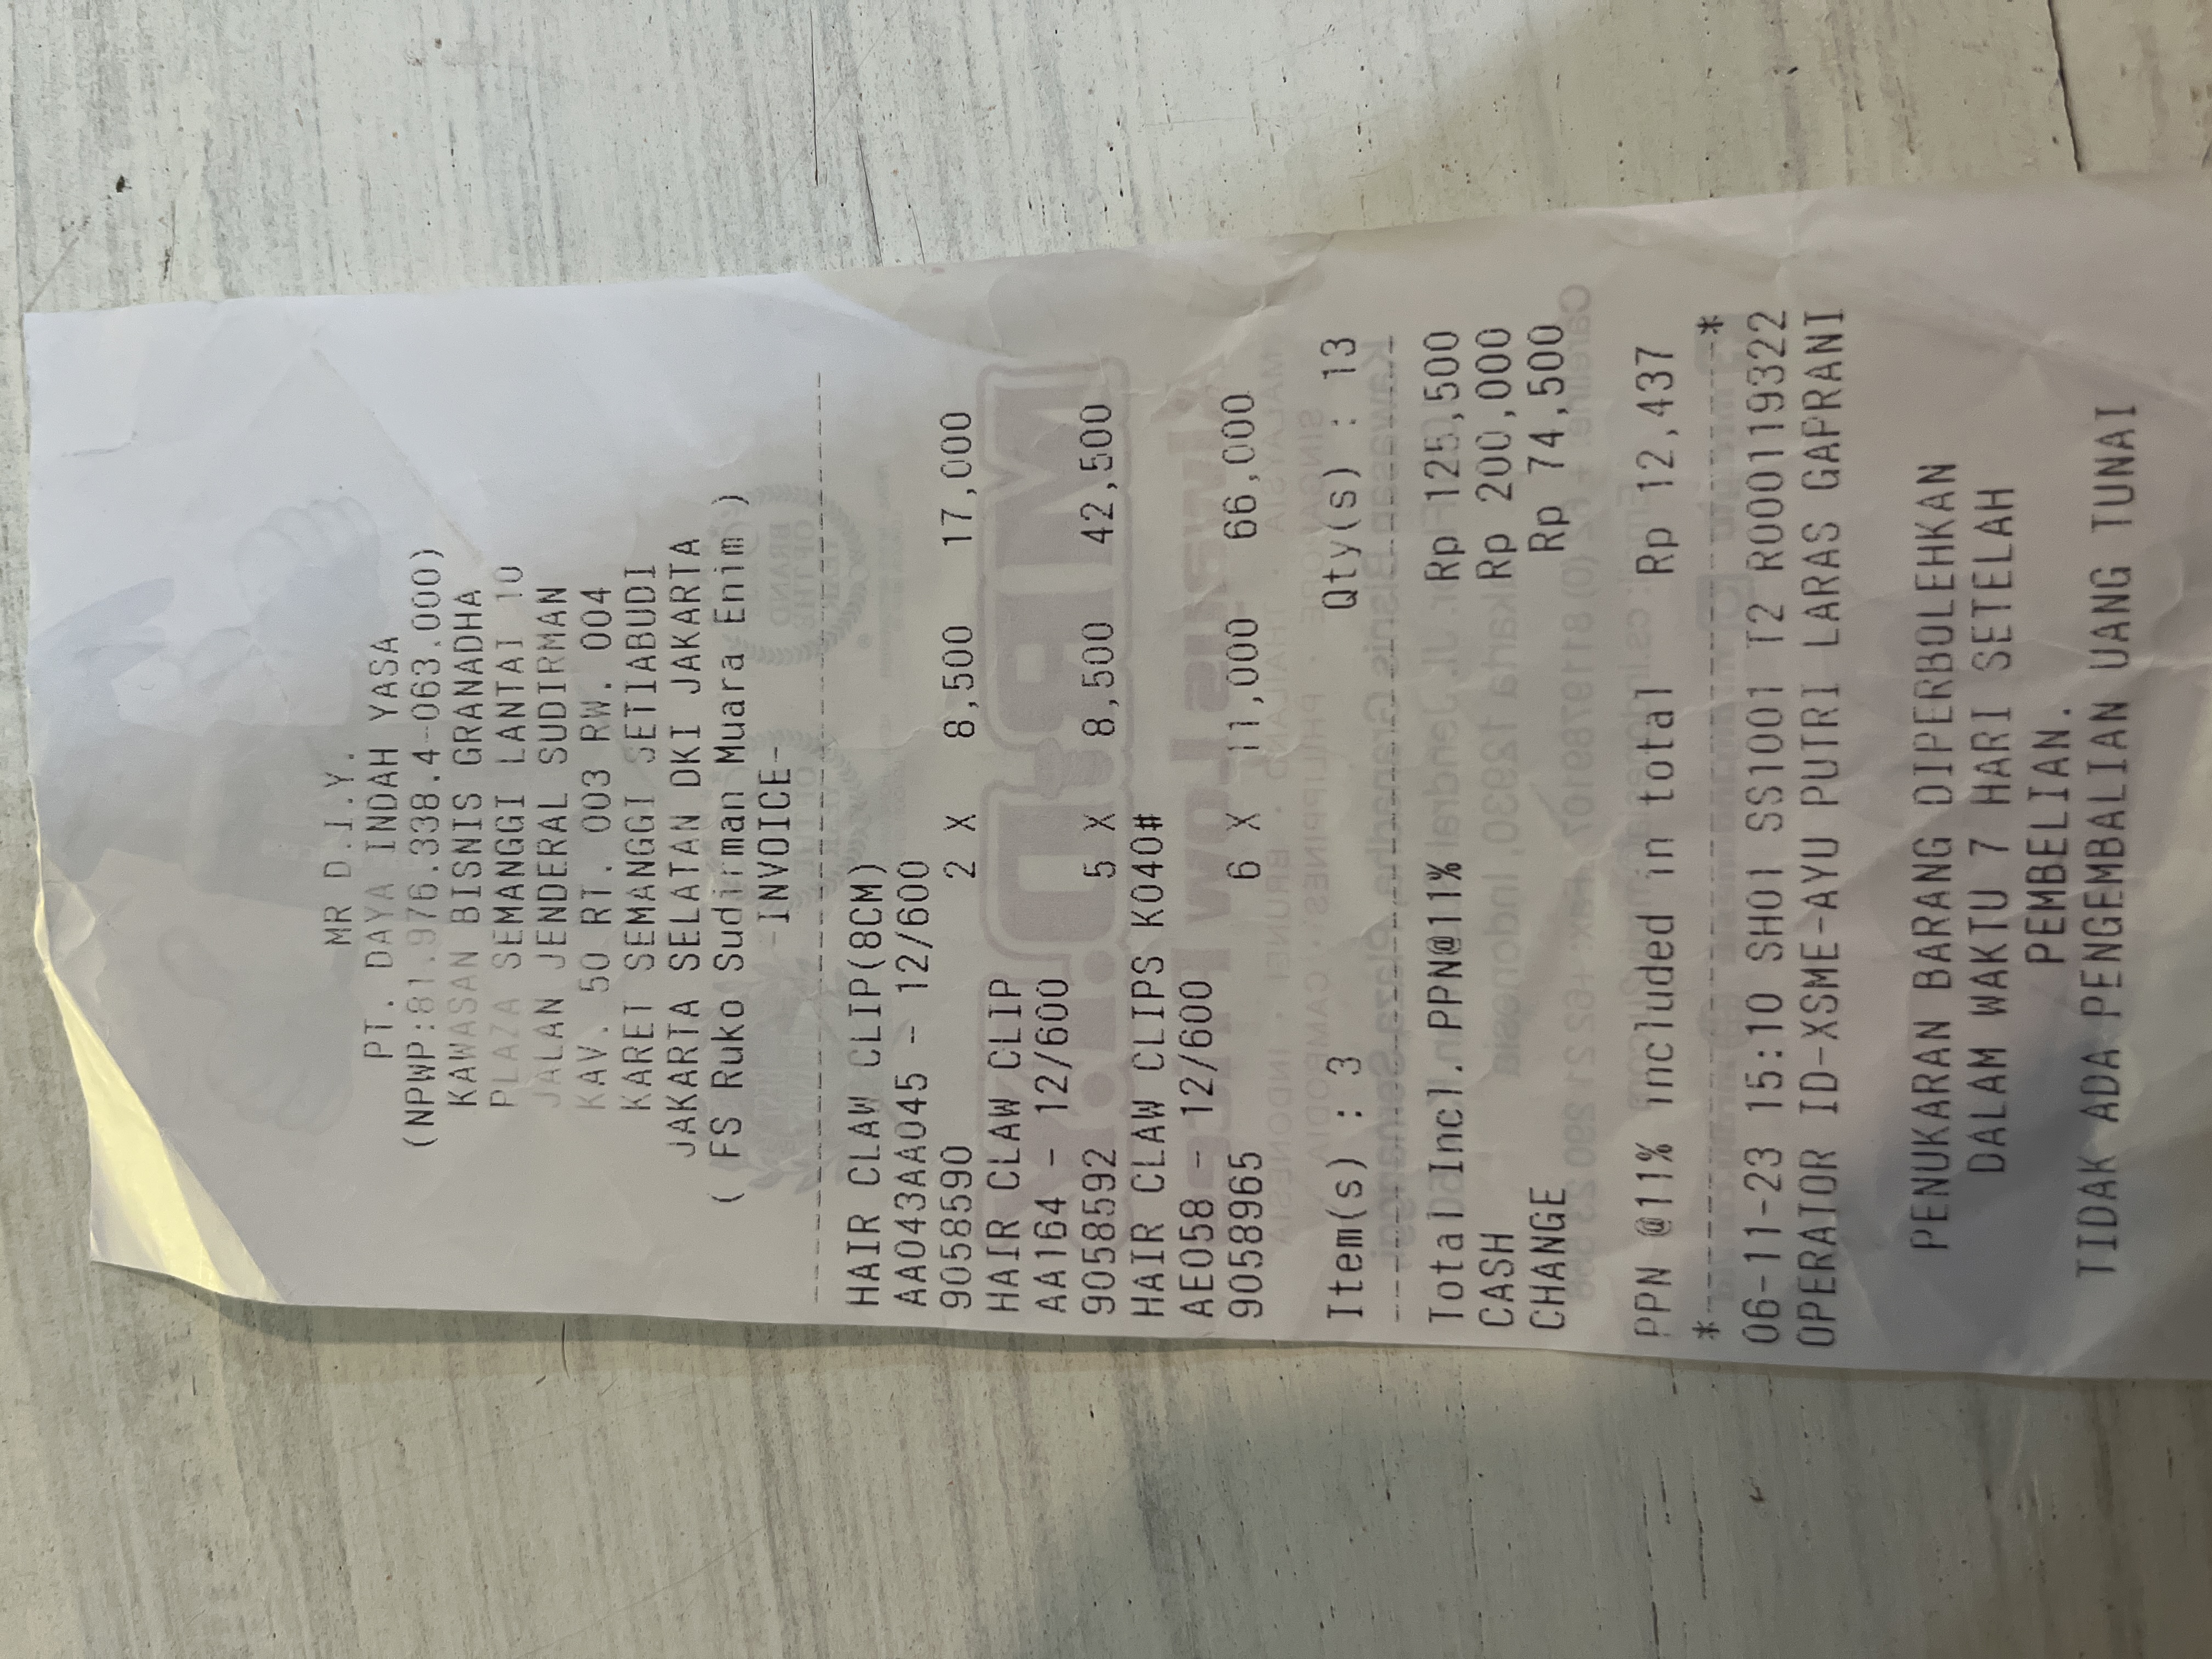 MR D.I.Y.
PT. DAYA INDAH YASA
(NPWP:81.976.338.4-063.000)
KAWASAN BISNIS GRANADHA
PLAZA SEMANGGI LANTAI 10
JALAN JENDERAL SUDIRMAN
KAV. 50 RT. 003 RW. 004
KARET SEMANGGI SETIABUDI
JAKARTA SELATAN DKI JAKARTA
( FS Ruko Sudirman Muara Enim )
-INVOICE-
HAIR CLAW CLIP(8CM)
AA043AA045 - 12/600
9058590 2 X 8,500 17,000
HAIR CLAW CLIP
AA164 - 12/600
9058592 5 X 8,500 42,500
HAIR CLAW CLIPS K040#
AE058 - 12/600
9058965 6 X 11,000 66,000
Item(s) : 3 Qty(s) : 13
Total Incl. PPN@11% Rp 125,500
CASH Rp 200,000
CHANGE Rp 74,500
PPN @11% included in total Rp 12,437
*--------------------------------------*
06-11-23 15:10 SH01 SS1001 T2 R000119322
OPERATOR ID-XSME-AYU PUTRI LARAS GAPRANI
PENUKARAN BARANG DIPERBOLEHKAN
DALAM WAKTU 7 HARI SETELAH
PEMBELIAN.
TIDAK ADA PENGEMBALIAN UANG TUNAI